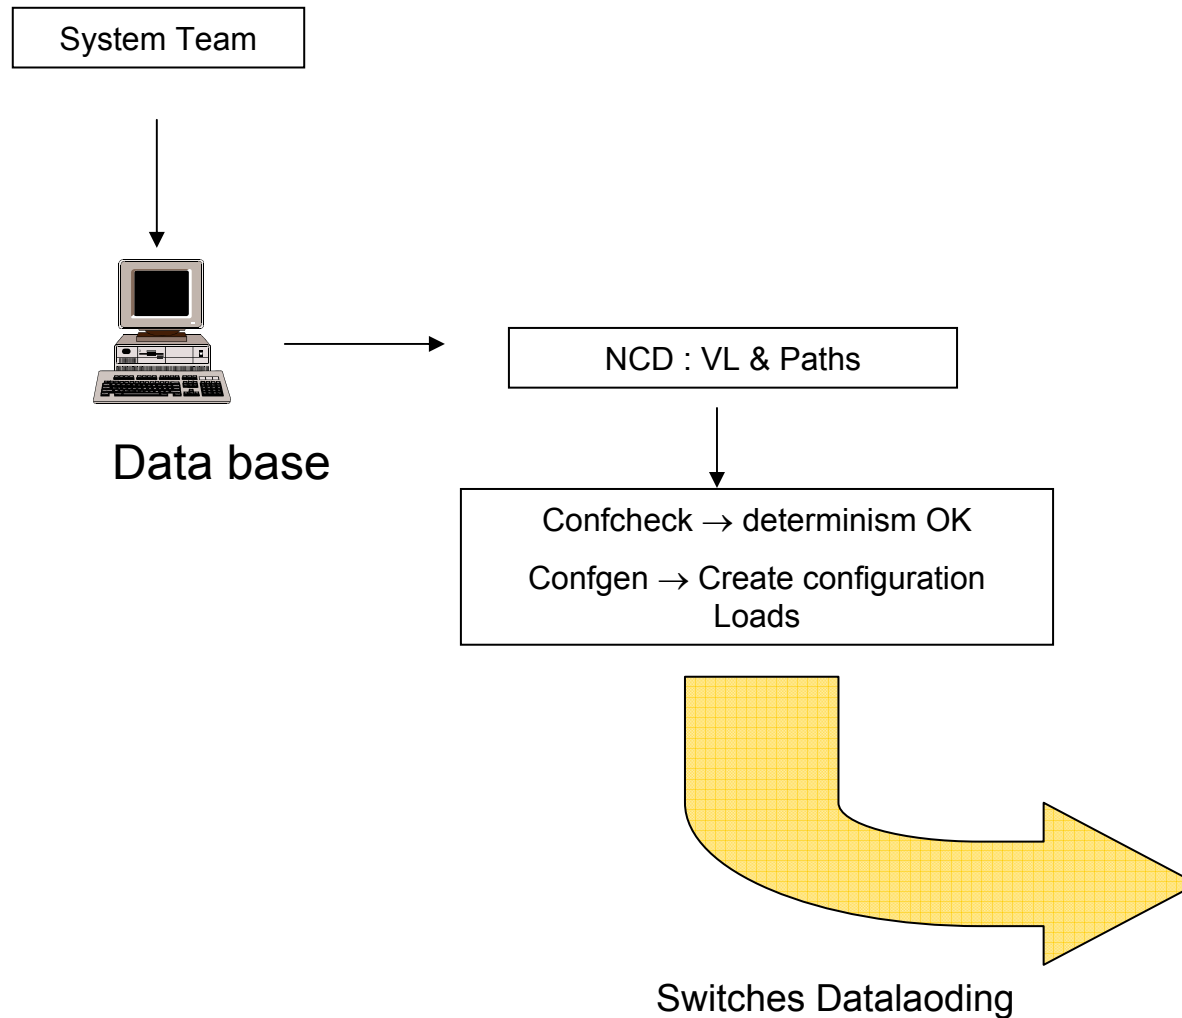 System Team
Data base
NCD : VL & Paths
Confcheck → determinism OK
Confgen → Create configuration
Loads
Switches Datalaoding